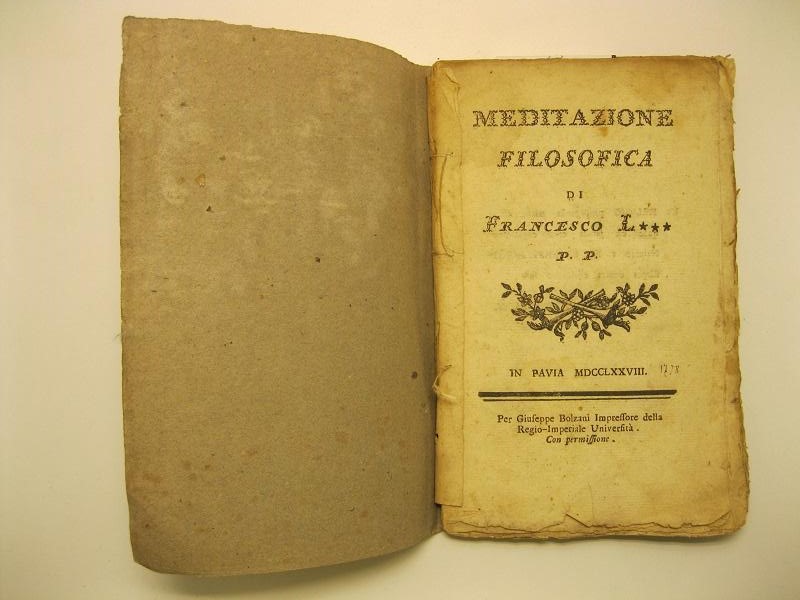 MEDITAZIONE
FILOSOFICA
DI
FRANCESCO L***
P. P.
IN PAVIA MDCCLXXVIII. 1778
Per Giuſeppe Bolzani Impreſſore della
Regio-Imperiale Univerſità.
Con permiſſione.